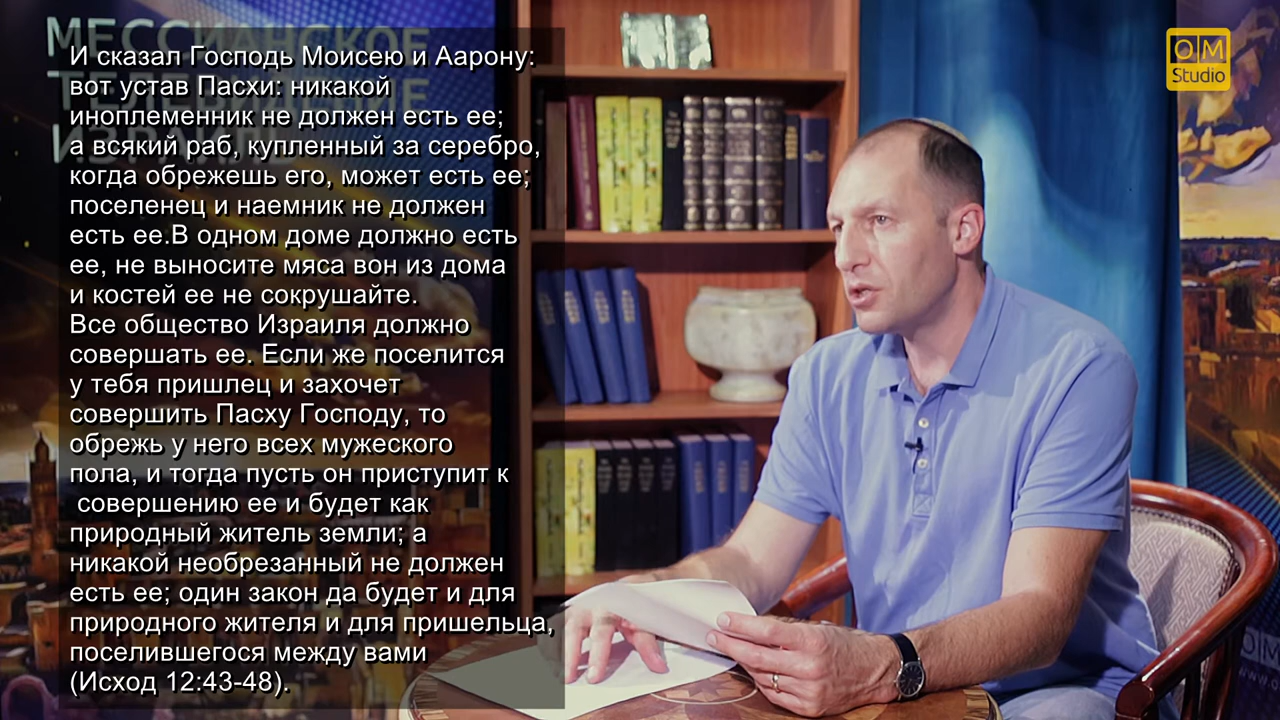 МЕССИАНСКОЕ
ТЕЛЕВИДЕНИЕ
ИЗРАИЛЬ
И сказал Господь Моисею и Аарону:
вот устав Пасхи: никакой
иноплеменник не должен есть ее;
а всякий раб, купленный за серебро,
когда обрежешь его, может есть ее;
поселенец и наемник не должен
есть ее.В одном доме должно есть
ее, не выносите мяса вон из дома
и костей ее не сокрушайте.
Все общество Израиля должно
совершать ее. Если же поселится
у тебя пришлец и захочет
совершить Пасху Господу, то
обрежь у него всех мужеского
пола, и тогда пусть он приступит к
совершению ее и будет как
природный житель земли; а
никакой необрезанный не должен
есть ее; один закон да будет и для
природного жителя и для пришельца,
поселившегося между вами
(Исход 12:43-48).
OM
Studio